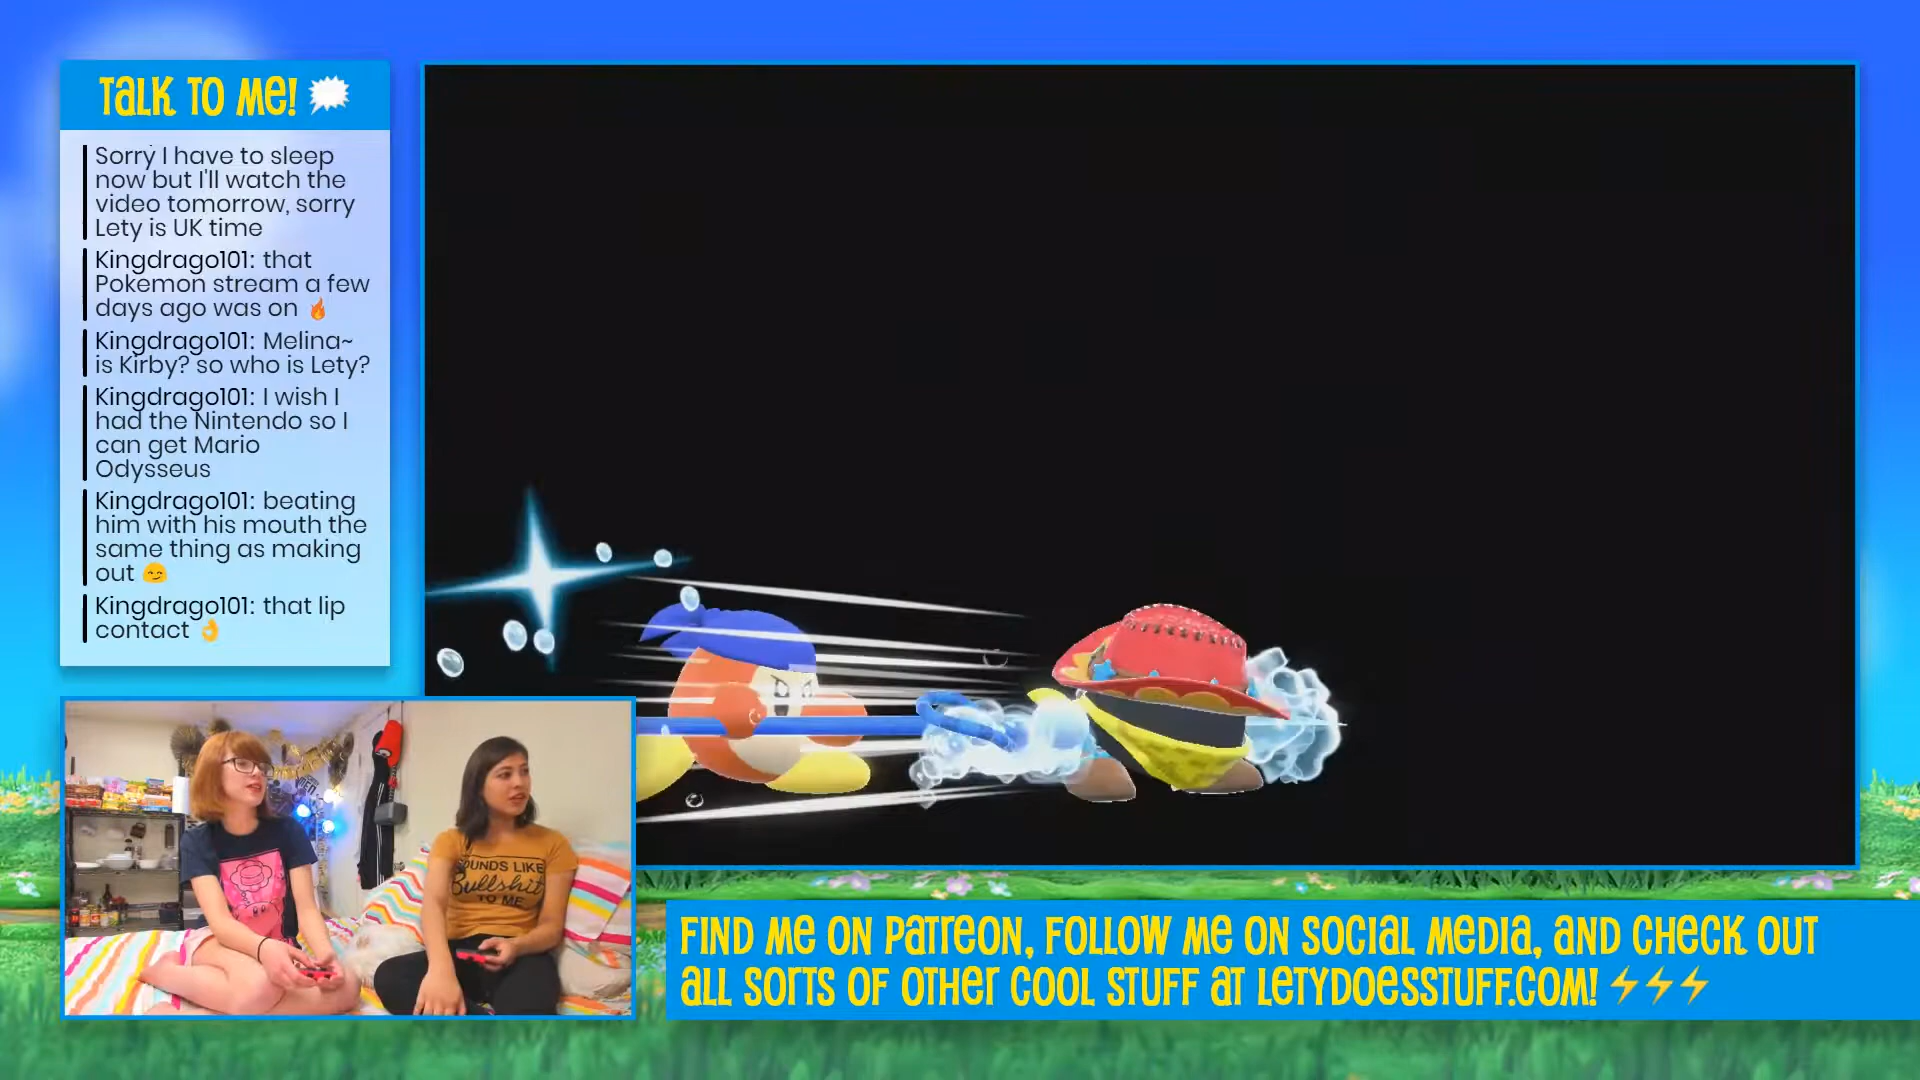 TALK TO ME!
Sorry I have to sleep
now but I'll watch the
video tomorrow, sorry
Lety is UK time
Kingdrago101: that
Pokemon stream a few
days ago was on 🔥
Kingdrago101: Melina~
is Kirby? so who is Lety?
Kingdrago101: I wish I
had the Nintendo so I
can get Mario
Odysseus
Kingdrago101: beating
him with his mouth the
same thing as making
out 😏
Kingdrago101: that lip
contact 👌
SOUNDS LIKE
Bullshit
TO ME
FIND ME ON PATREON, FOLLOW ME ON SOCIAL MEDIA, AND CHECK OUT
ALL SORTS OF OTHER COOL STUFF AT LETYDOESSTUFF.COM! ⚡⚡⚡